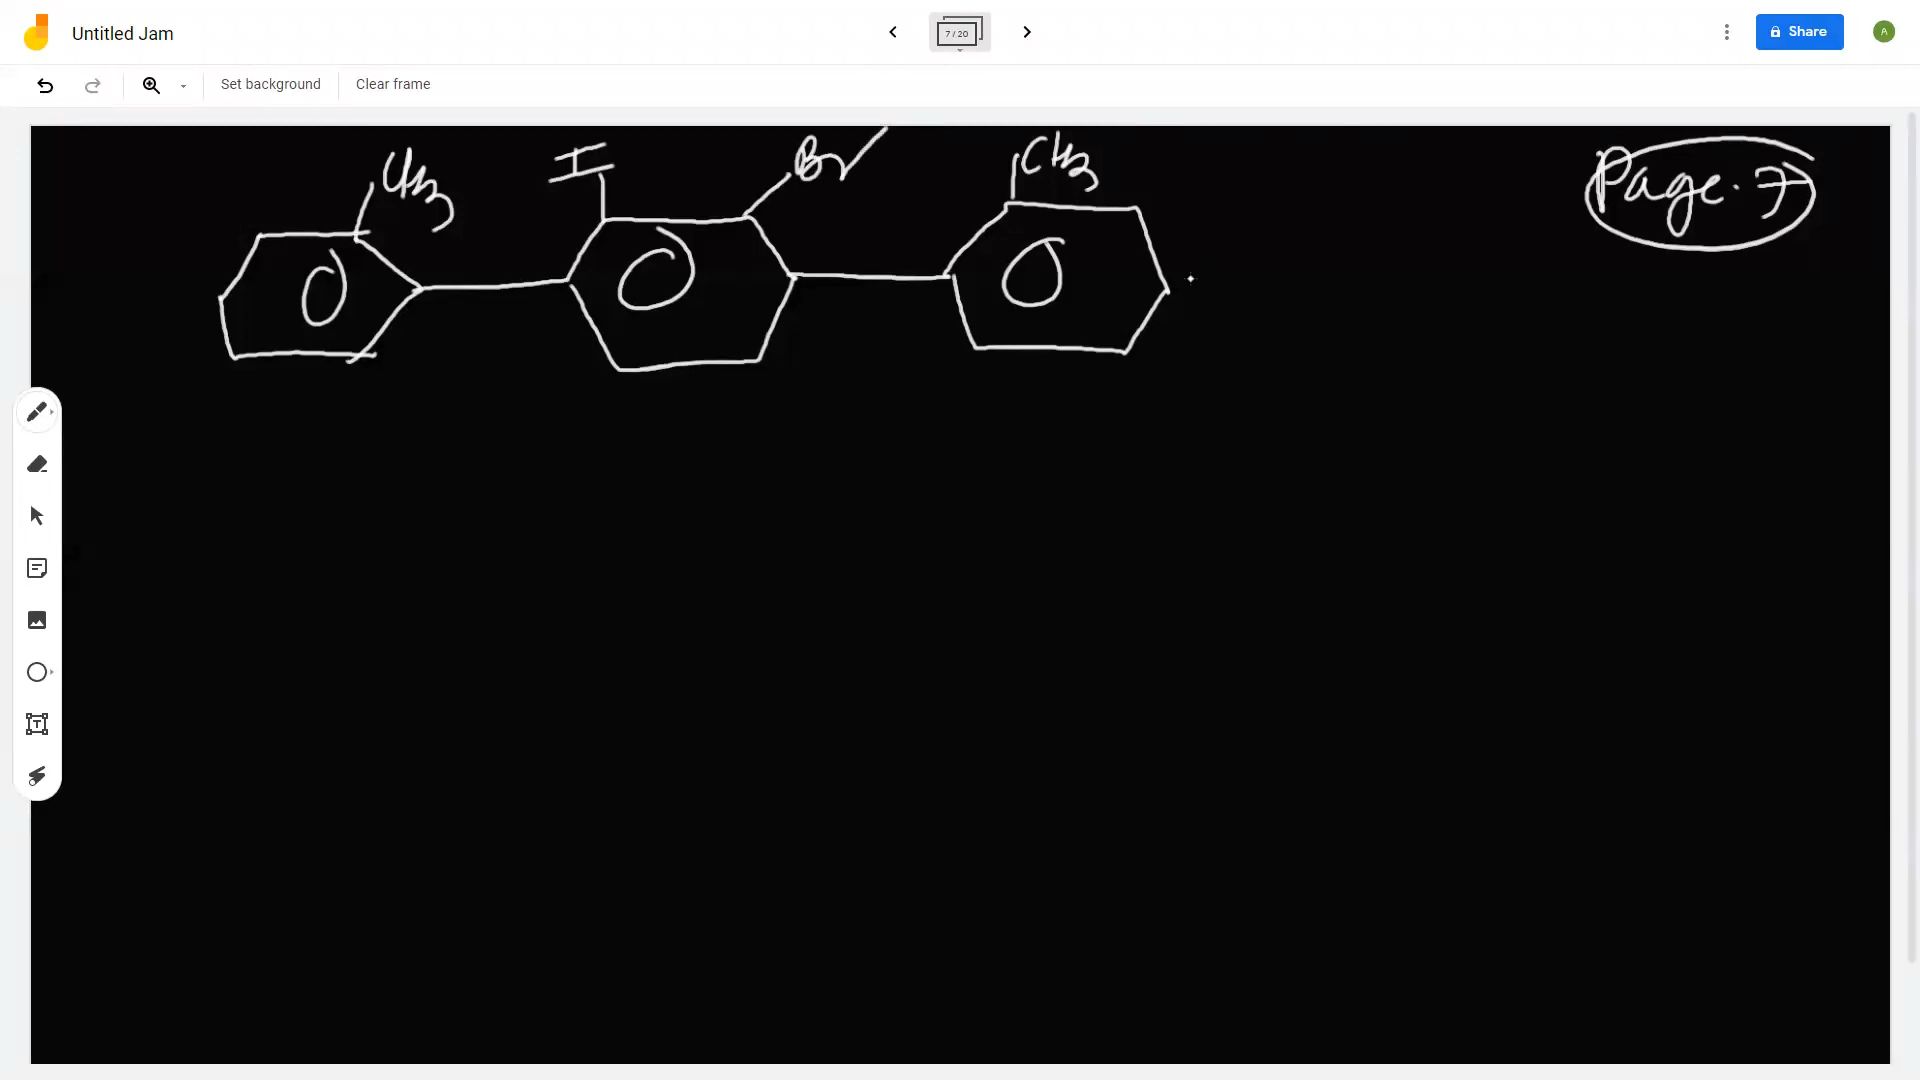 Untitled Jam
7 / 20
Share
A
Set background
Clear frame
CH3
I
Br
CH3
Page. 7